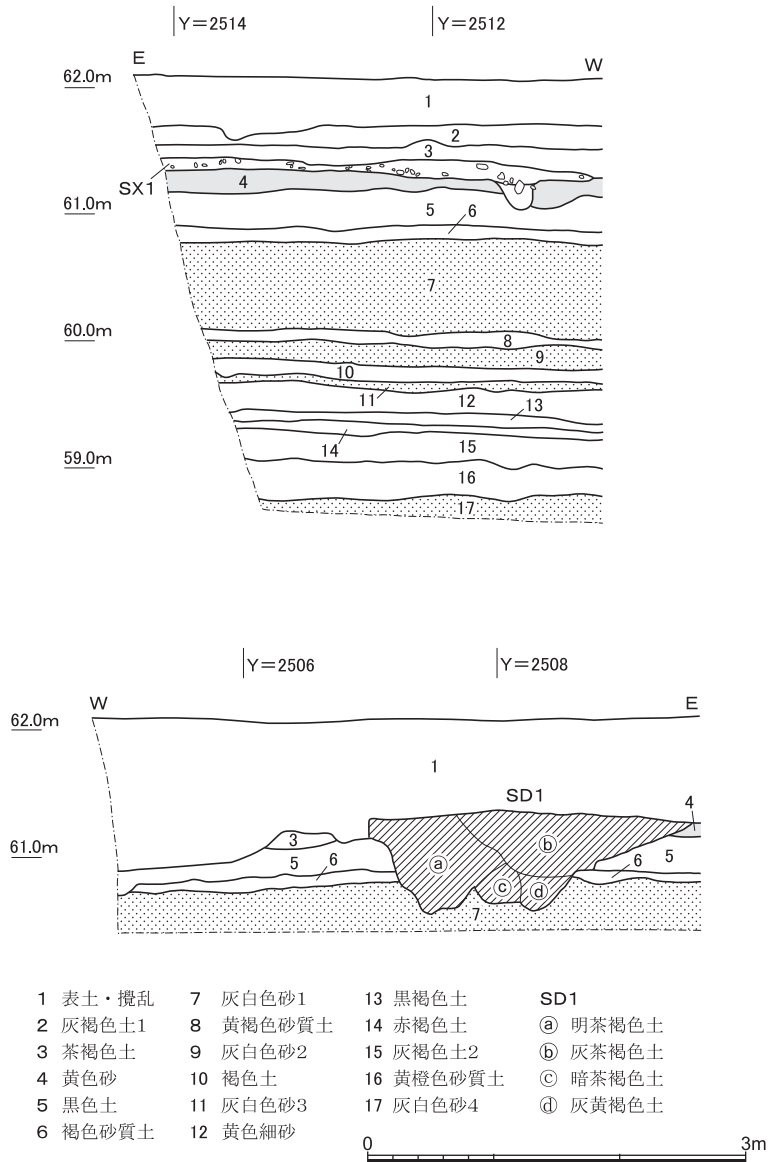 Y=2514
Y=2512
E
W
62.0m
1
2
3
SX1
4
61.0m
5
6
7
60.0m
8
9
10
11
12
13
14
15
59.0m
16
17
Y=2506
Y=2508
W
E
62.0m
1
SD1
4
61.0m
3
5
6
ⓐ
ⓑ
ⓒ
ⓓ
7
6
5
1 表土・攪乱
2 灰褐色土1
3 茶褐色土
4 黄色砂
5 黒色土
6 褐色砂質土
7 灰白色砂1
8 黄褐色砂質土
9 灰白色砂2
10 褐色土
11 灰白色砂3
12 黄色細砂
13 黒褐色土
14 赤褐色土
15 灰褐色土2
16 黄橙色砂質土
17 灰白色砂4
SD1
ⓐ 明茶褐色土
ⓑ 灰茶褐色土
ⓒ 暗茶褐色土
ⓓ 灰黄褐色土
0 3m